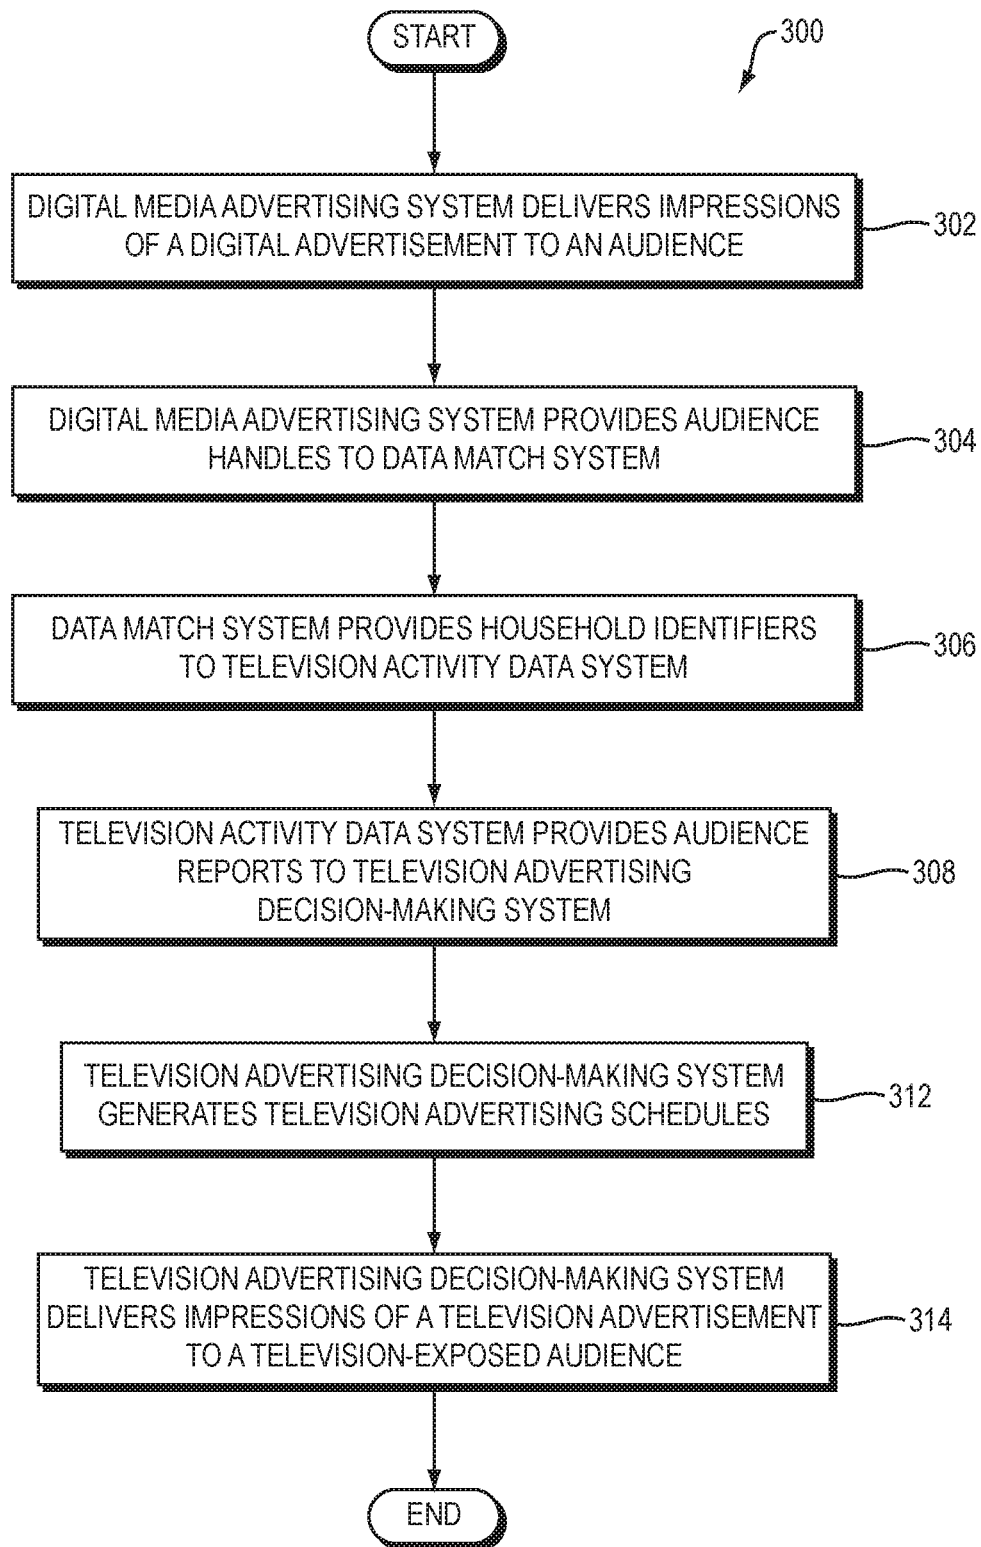 START
300
DIGITAL MEDIA ADVERTISING SYSTEM DELIVERS IMPRESSIONS
OF A DIGITAL ADVERTISEMENT TO AN AUDIENCE
302
DIGITAL MEDIA ADVERTISING SYSTEM PROVIDES AUDIENCE
HANDLES TO DATA MATCH SYSTEM
304
DATA MATCH SYSTEM PROVIDES HOUSEHOLD IDENTIFIERS
TO TELEVISION ACTIVITY DATA SYSTEM
306
TELEVISION ACTIVITY DATA SYSTEM PROVIDES AUDIENCE
REPORTS TO TELEVISION ADVERTISING
DECISION-MAKING SYSTEM
308
TELEVISION ADVERTISING DECISION-MAKING SYSTEM
GENERATES TELEVISION ADVERTISING SCHEDULES
312
TELEVISION ADVERTISING DECISION-MAKING SYSTEM
DELIVERS IMPRESSIONS OF A TELEVISION ADVERTISEMENT
TO A TELEVISION-EXPOSED AUDIENCE
314
END